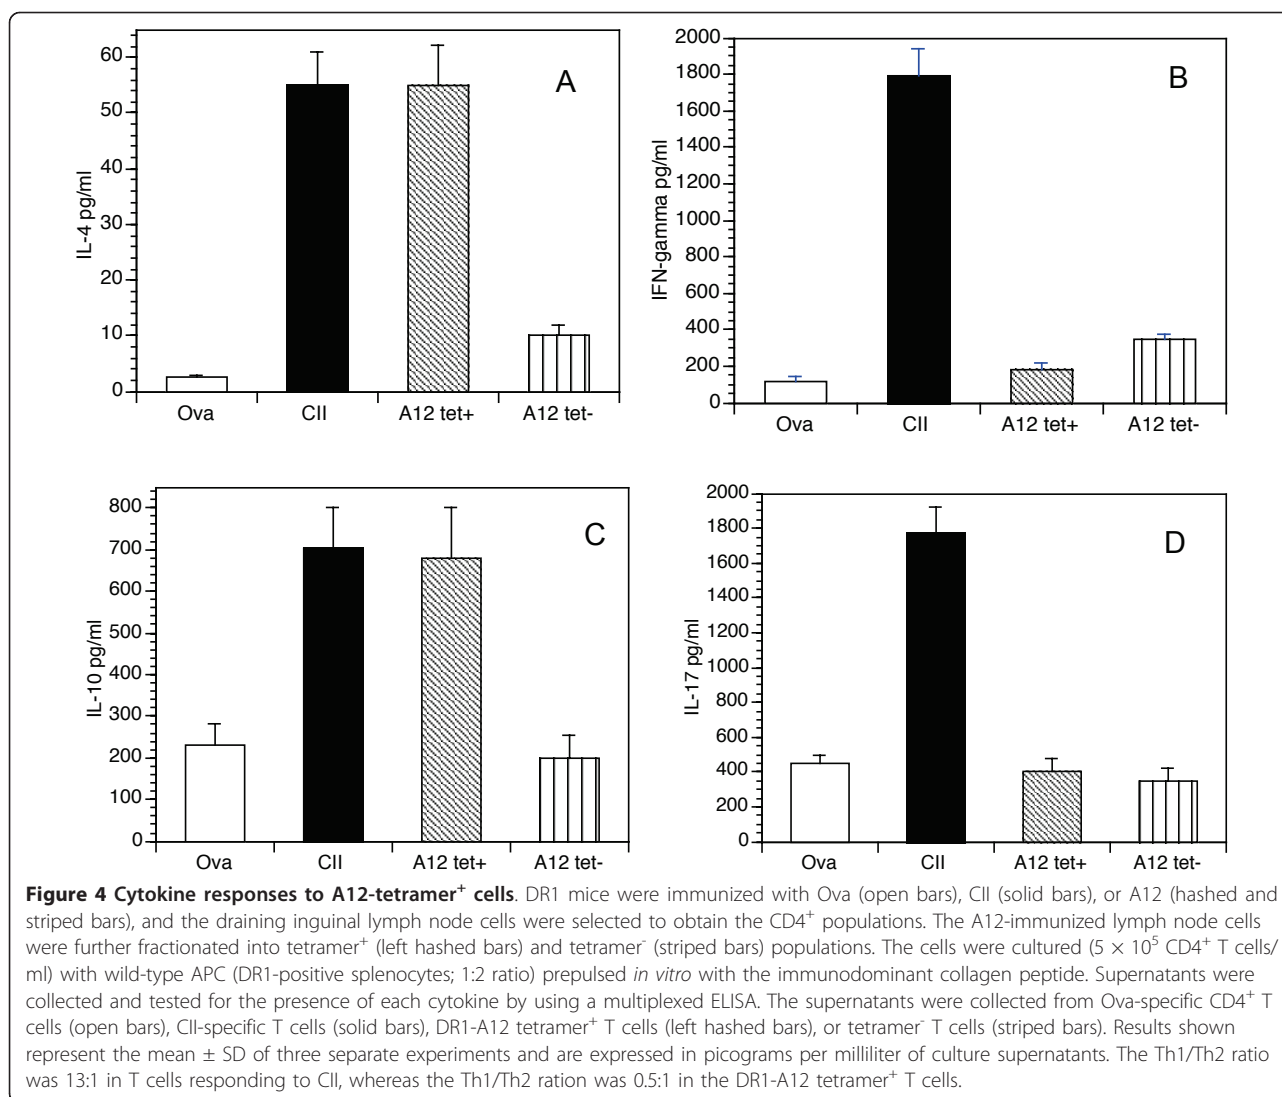 A
IL-4 pg/ml
60
50
40
30
20
10
0
Ova CII A12 tet+ A12 tet-
B
IFN-gamma pg/ml
2000
1800
1600
1400
1200
1000
800
600
400
200
0
Ova CII A12 tet+ A12 tet-
C
IL-10 pg/ml
800
700
600
500
400
300
200
100
0
Ova CII A12 tet+ A12 tet-
D
IL-17 pg/ml
2000
1800
1600
1400
1200
1000
800
600
400
200
0
Ova CII A12 tet+ A12 tet-
Figure 4 Cytokine responses to A12-tetramer⁺ cells. DR1 mice were immunized with Ova (open bars), CII (solid bars), or A12 (hashed and
striped bars), and the draining inguinal lymph node cells were selected to obtain the CD4⁺ populations. The A12-immunized lymph node cells
were further fractionated into tetramer⁺ (left hashed bars) and tetramer⁻ (striped bars) populations. The cells were cultured (5 × 10⁵ CD4⁺ T cells/
ml) with wild-type APC (DR1-positive splenocytes; 1:2 ratio) prepulsed in vitro with the immunodominant collagen peptide. Supernatants were
collected and tested for the presence of each cytokine by using a multiplexed ELISA. The supernatants were collected from Ova-specific CD4⁺ T
cells (open bars), CII-specific T cells (solid bars), DR1-A12 tetramer⁺ T cells (left hashed bars), or tetramer⁻ T cells (striped bars). Results shown
represent the mean ± SD of three separate experiments and are expressed in picograms per milliliter of culture supernatants. The Th1/Th2 ratio
was 13:1 in T cells responding to CII, whereas the Th1/Th2 ration was 0.5:1 in the DR1-A12 tetramer⁺ T cells.